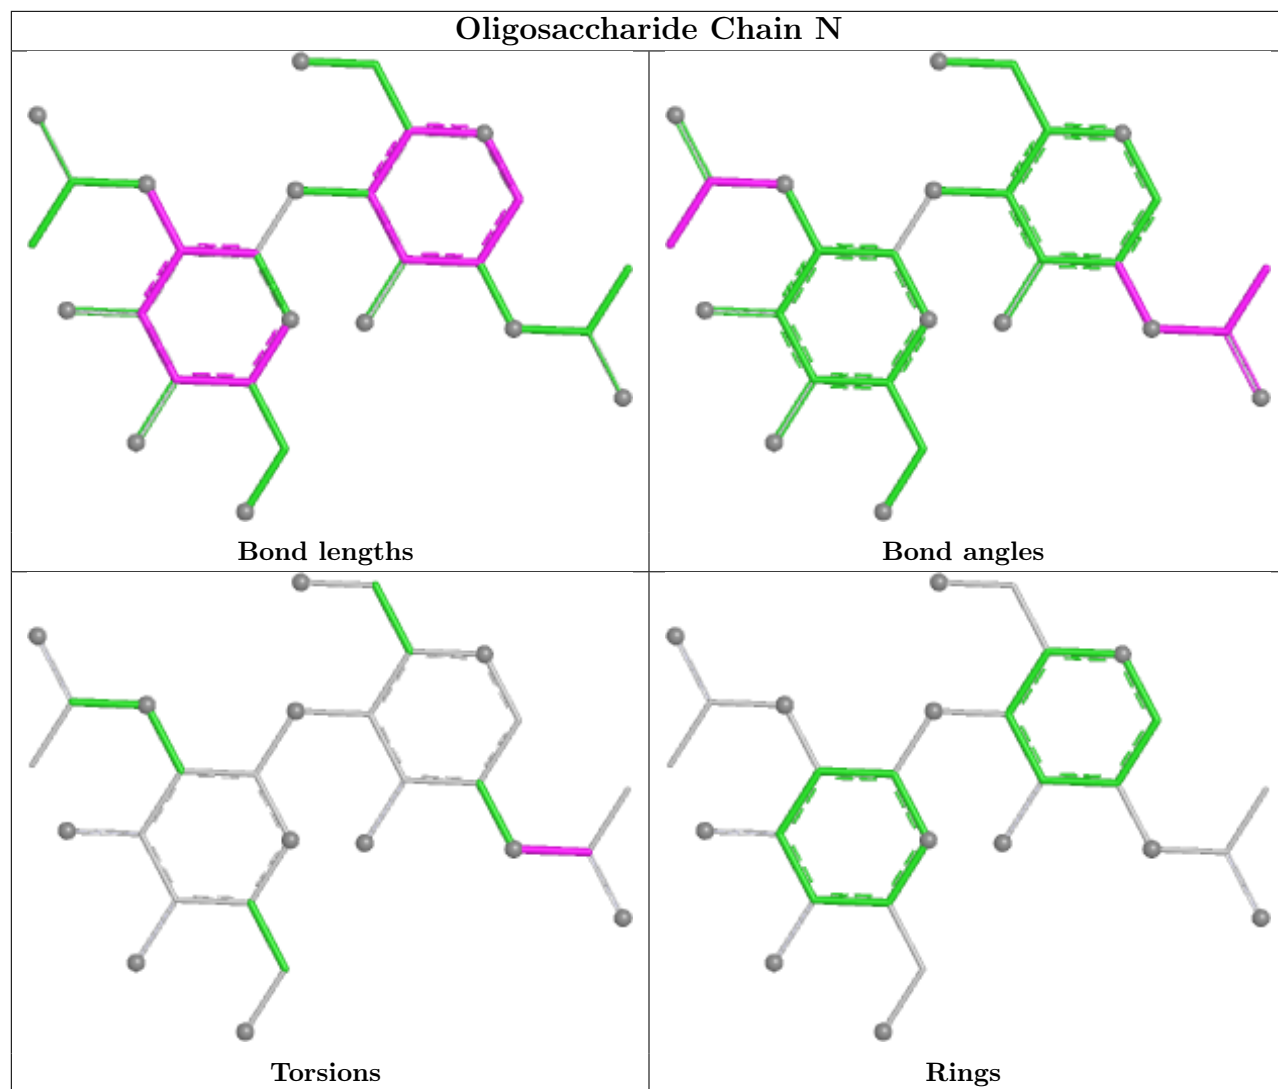 Oligosaccharide Chain N
Bond lengths
Bond angles
Torsions
Rings